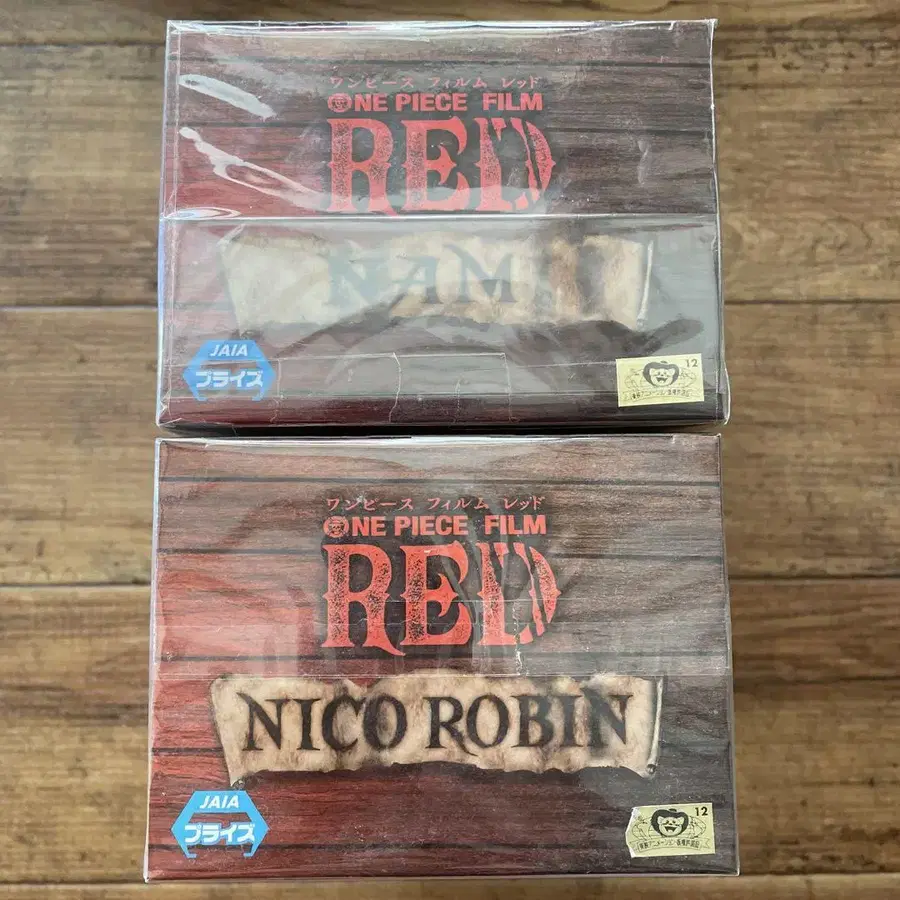 ワンピース フィルム レッド
ONE PIECE FILM
RED
NAMI
JAIA
プライズ
12
ワンピース フィルム レッド
ONE PIECE FILM
RED
NICO ROBIN
JAIA
プライズ
12